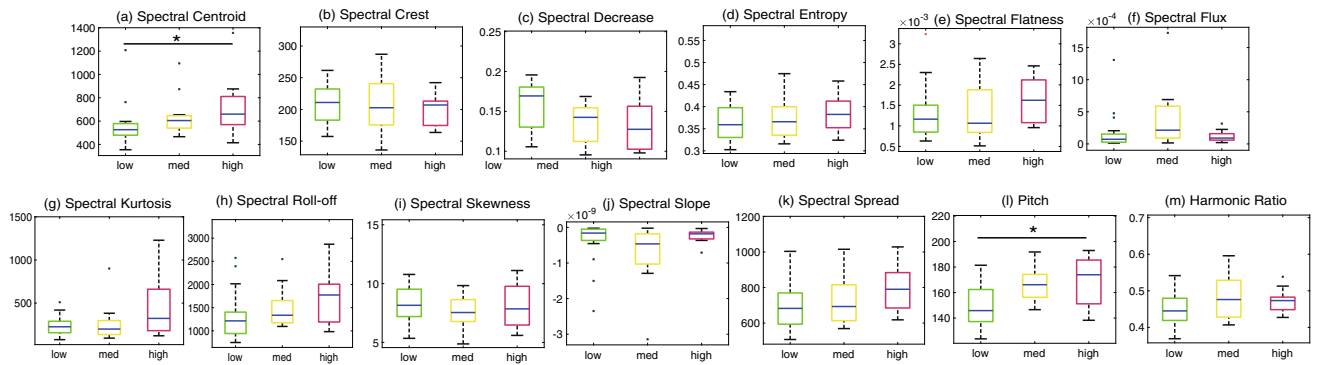 (a) Spectral Centroid
1400
1200
1000
800
600
400
*
low med high
(b) Spectral Crest
300
250
200
150
low med high
(c) Spectral Decrease
0.25
0.2
0.15
0.1
low med high
(d) Spectral Entropy
0.55
0.5
0.45
0.4
0.35
0.3
low med high
(e) Spectral Flatness
×10-3
3
2.5
2
1.5
1
0.5
low med high
(f) Spectral Flux
×10-4
15
10
5
0
low med high
(g) Spectral Kurtosis
1500
1000
500
low med high
(h) Spectral Roll-off
3000
2500
2000
1500
1000
low med high
(i) Spectral Skewness
15
10
5
low med high
(j) Spectral Slope
×10-9
0
-1
-2
-3
low med high
(k) Spectral Spread
1200
1000
800
600
low med high
(l) Pitch
220
200
180
160
140
*
low med high
(m) Harmonic Ratio
0.7
0.6
0.5
0.4
low med high